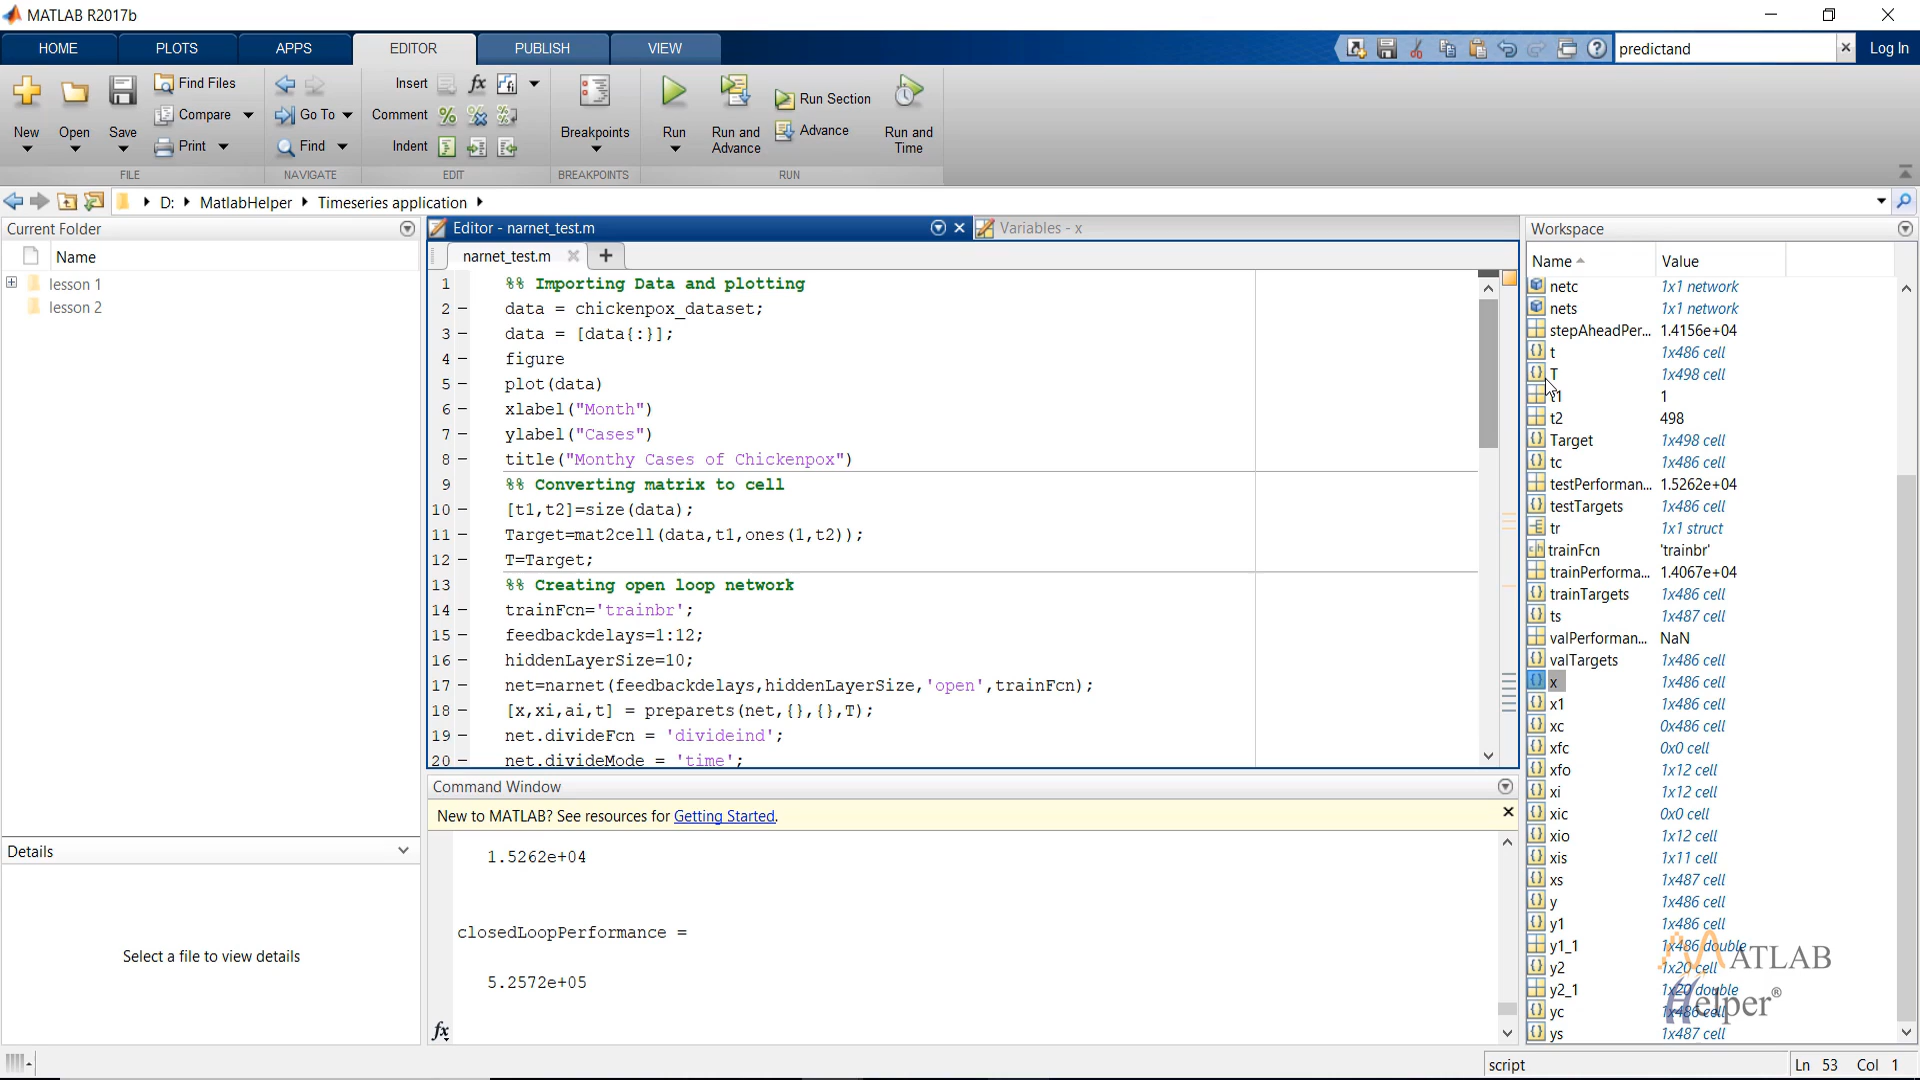 MATLAB R2017b
HOME PLOTS APPS EDITOR PUBLISH VIEW
predictand
Log In
New
Open
Save
Find Files
Compare
Print
FILE
Go To
Find
NAVIGATE
Insert
Comment
Indent
EDIT
Breakpoints
BREAKPOINTS
Run
Run and Advance
Run Section
Advance
Run and Time
RUN
D: MatlabHelper Timeseries application
Current Folder
Name
lesson 1
lesson 2
Details
Select a file to view details
Editor - narnet_test.m
Variables - x
narnet_test.m
1 %% Importing Data and plotting
2 data = chickenpox_dataset;
3 data = [data{:}];
4 figure
5 plot(data)
6 xlabel("Month")
7 ylabel("Cases")
8 title("Monthy Cases of Chickenpox")
9 %% Converting matrix to cell
10 [t1,t2]=size(data);
11 Target=mat2cell(data,t1,ones(1,t2));
12 T=Target;
13 %% Creating open loop network
14 trainFcn='trainbr';
15 feedbackdelays=1:12;
16 hiddenLayerSize=10;
17 net=narnet(feedbackdelays,hiddenLayerSize,'open',trainFcn);
18 [x,xi,ai,t] = preparets(net,{},{},T);
19 net.divideFcn = 'divideind';
20 net.divideMode = 'time';
Command Window
New to MATLAB? See resources for Getting Started.
1.5262e+04
closedLoopPerformance =
5.2572e+05
fx
Workspace
Name Value
netc 1x1 network
nets 1x1 network
stepAheadPer... 1.4156e+04
t 1x486 cell
T 1x498 cell
t1 1
t2 498
Target 1x498 cell
tc 1x486 cell
testPerforman... 1.5262e+04
testTargets 1x486 cell
tr 1x1 struct
trainFcn 'trainbr'
trainPerforma... 1.4067e+04
trainTargets 1x486 cell
ts 1x487 cell
valPerforman... NaN
valTargets 1x486 cell
x 1x486 cell
x1 1x486 cell
xc 0x486 cell
xfc 0x0 cell
xfo 1x12 cell
xi 1x12 cell
xic 0x0 cell
xio 1x12 cell
xis 1x11 cell
xs 1x487 cell
y 1x486 cell
y1 1x486 cell
y1_1 1x486 double
y2 1x20 cell
y2_1 1x20 double
yc 1x486 cell
ys 1x487 cell
MATLAB
Helper®
script
Ln 53 Col 1